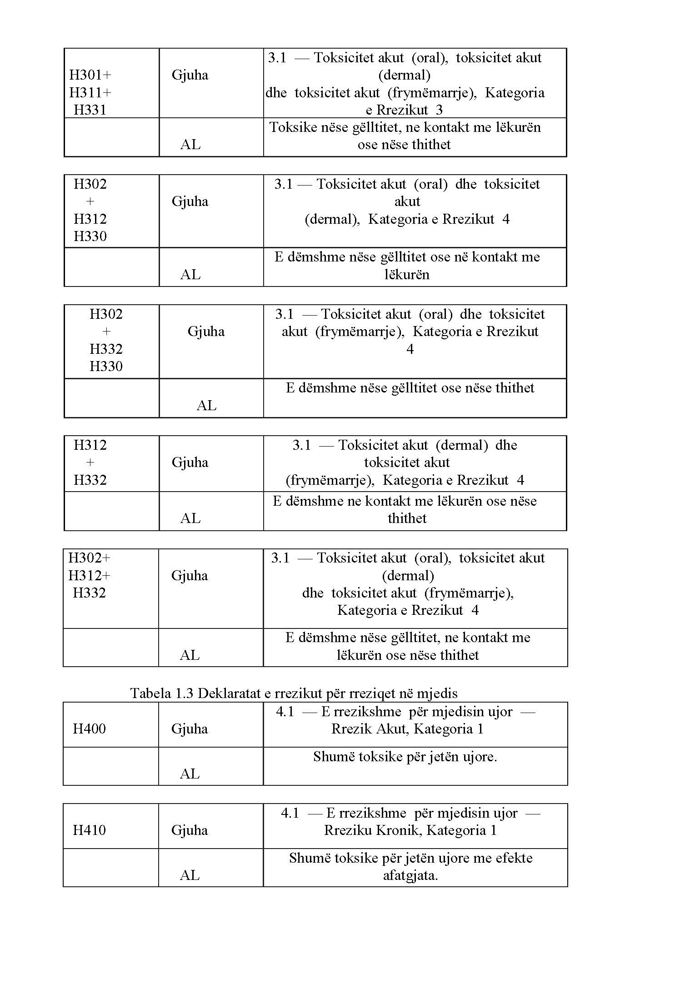 3.1 — Toksicitet akut (oral), toksicitet akut
H301+ Gjuha (dermal)
H311+ dhe toksicitet akut (frymëmarrje), Kategoria
H331 e Rrezikut 3
Toksike nëse gëlltitet, ne kontakt me lëkurën
AL ose nëse thithet
H302 3.1 — Toksicitet akut (oral) dhe toksicitet
+ Gjuha akut
H312 (dermal), Kategoria e Rrezikut 4
H330
E dëmshme nëse gëlltitet ose në kontakt me
AL lëkurën
H302 3.1 — Toksicitet akut (oral) dhe toksicitet
+ Gjuha akut (frymëmarrje), Kategoria e Rrezikut
H332 4
H330
E dëmshme nëse gëlltitet ose nëse thithet
AL
H312 3.1 — Toksicitet akut (dermal) dhe
+ Gjuha toksicitet akut
H332 (frymëmarrje), Kategoria e Rrezikut 4
E dëmshme ne kontakt me lëkurën ose nëse
AL thithet
H302+ 3.1 — Toksicitet akut (oral), toksicitet akut
H312+ Gjuha (dermal)
H332 dhe toksicitet akut (frymëmarrje),
Kategoria e Rrezikut 4
E dëmshme nëse gëlltitet, ne kontakt me
AL lëkurën ose nëse thithet
Tabela 1.3 Deklaratat e rrezikut për rreziqet në mjedis
4.1 — E rrezikshme për mjedisin ujor —
H400 Gjuha Rrezik Akut, Kategoria 1
Shumë toksike për jetën ujore.
AL
4.1 — E rrezikshme për mjedisin ujor —
H410 Gjuha Rreziku Kronik, Kategoria 1
Shumë toksike për jetën ujore me efekte
AL afatgjata.